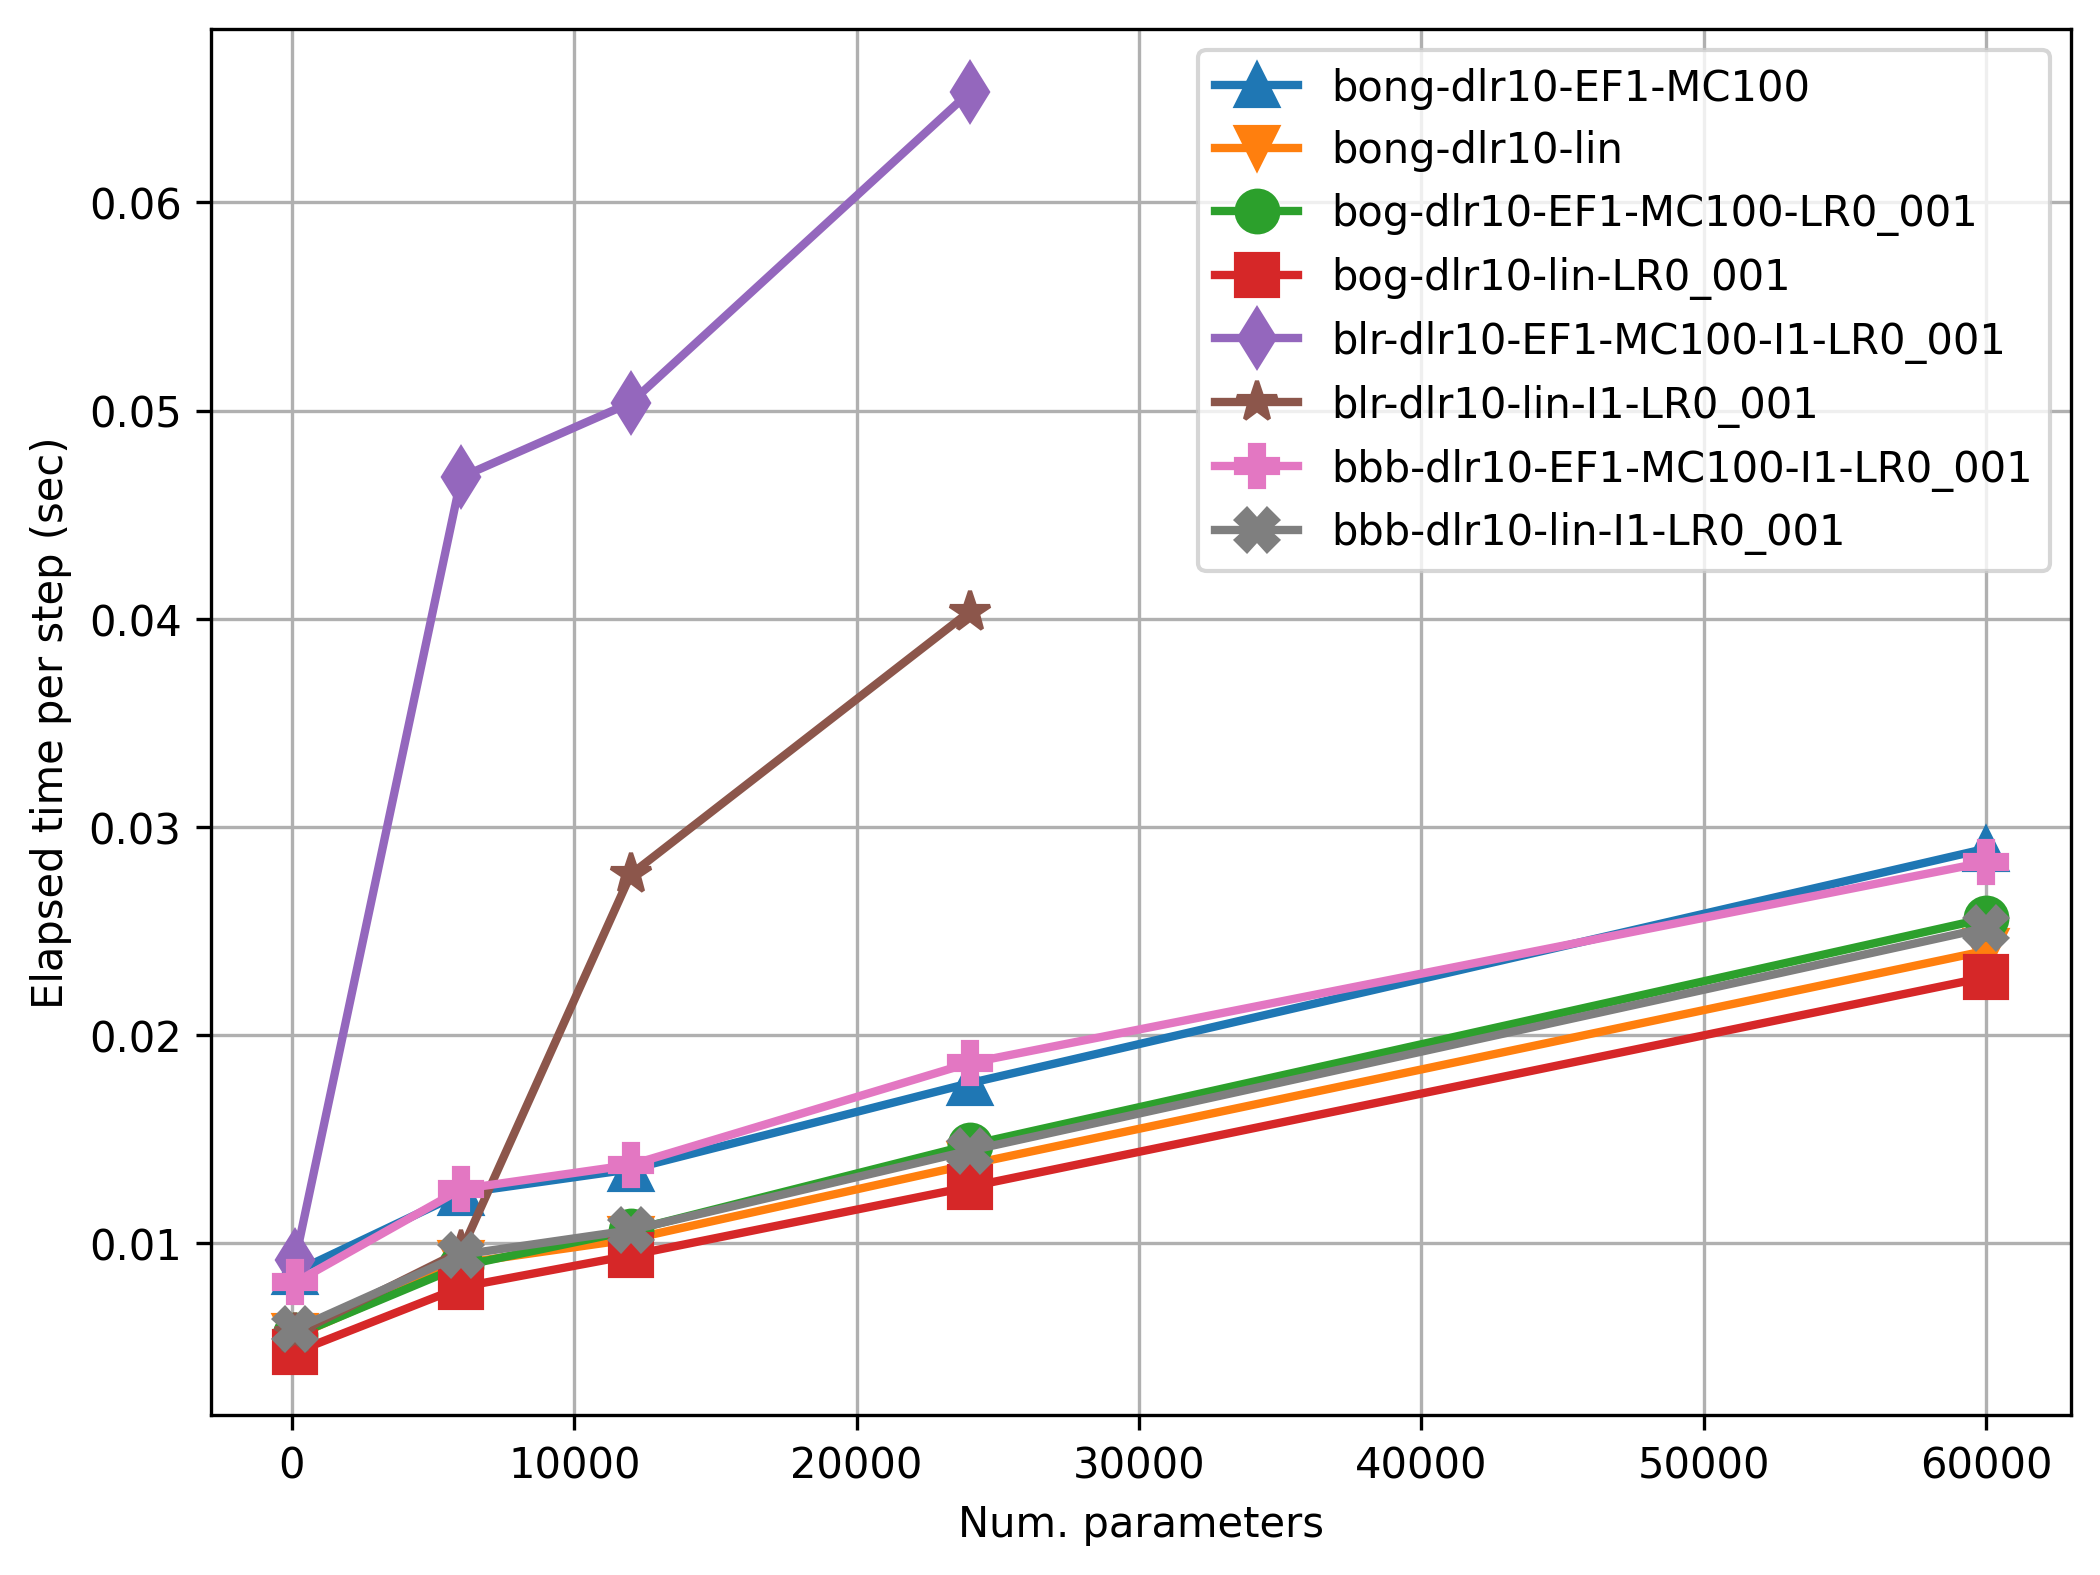 bong-dlr10-EF1-MC100
bong-dlr10-lin
bog-dlr10-EF1-MC100-LR0_001
bog-dlr10-lin-LR0_001
blr-dlr10-EF1-MC100-I1-LR0_001
blr-dlr10-lin-I1-LR0_001
bbb-dlr10-EF1-MC100-I1-LR0_001
bbb-dlr10-lin-I1-LR0_001
Elapsed time per step (sec)
0.06
0.05
0.04
0.03
0.02
0.01
0 10000 20000 30000 40000 50000 60000
Num. parameters